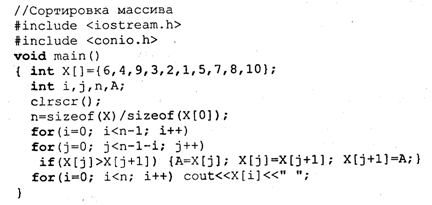 //Сортировка массива
#include <iostream.h>
#include <conio.h>
void main()
{ int X[]={6,4,9,3,2,1,5,7,8,10};
int i,j,n,A;
clrscr();
n=sizeof(X)/sizeof(X[0]);
for(i=0; i<n-1; i++)
for(j=0; j<n-1-i; j++)
if(X[j]>X[j+1]) {A=X[j]; X[j]=X[j+1]; X[j+1]=A;}
for(i=0; i<n; i++) cout<<X[i]<<" ";
}